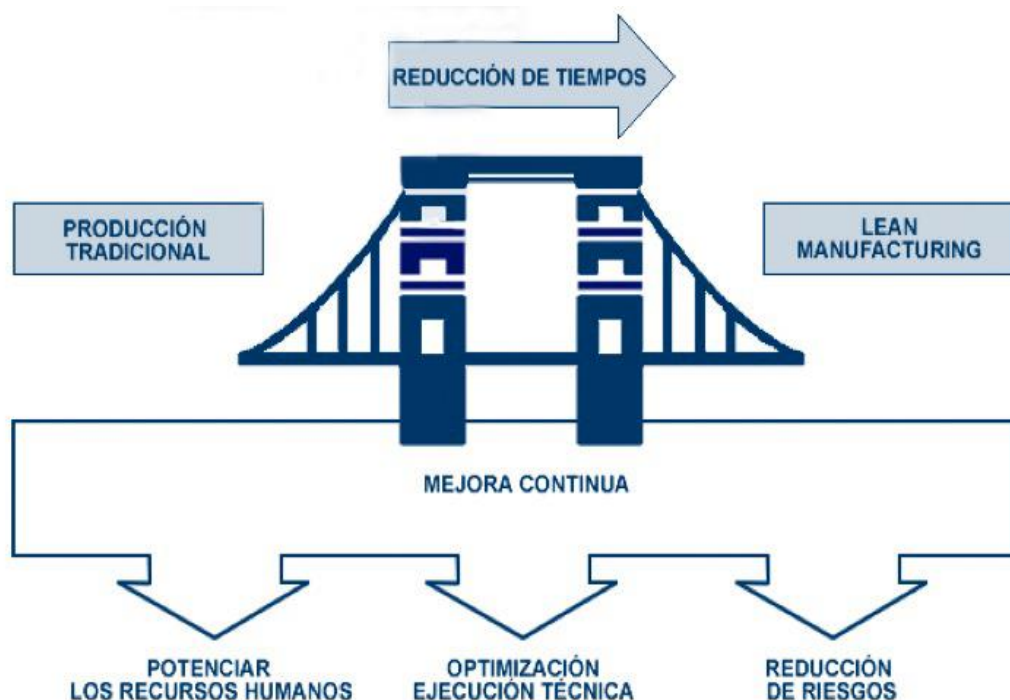 REDUCCIÓN DE TIEMPOS
PRODUCCIÓN
TRADICIONAL
LEAN
MANUFACTURING
MEJORA CONTINUA
POTENCIAR
LOS RECURSOS HUMANOS
OPTIMIZACIÓN
EJECUCIÓN TÉCNICA
REDUCCIÓN
DE RIESGOS